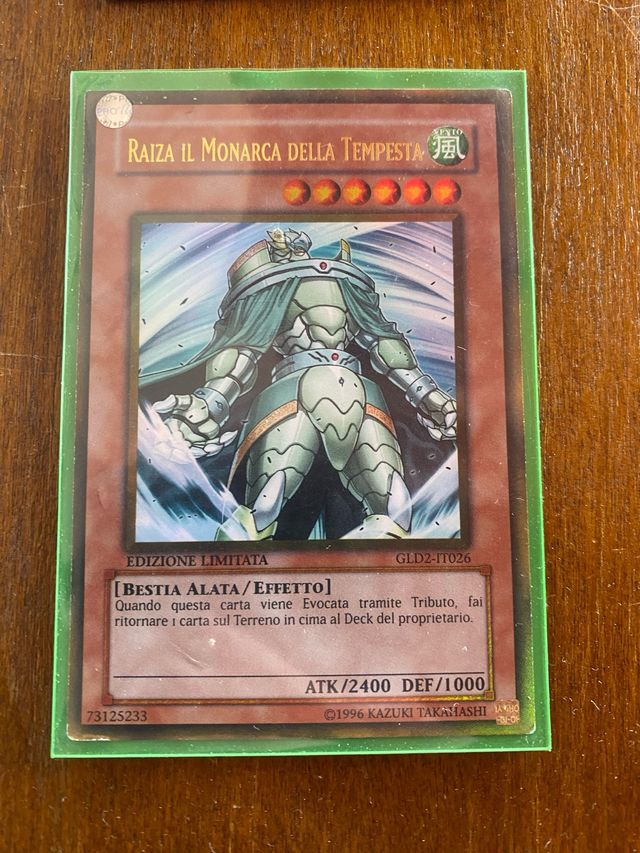 RAIZA IL MONARCA DELLA TEMPESTA
風
EDIZIONE LIMITATA GLD2-IT026
[BESTIA ALATA/EFFETTO]
Quando questa carta viene Evocata tramite Tributo, fai
ritornare 1 carta sul Terreno in cima al Deck del proprietario.
ATK/2400 DEF/1000
73125233 ©1996 KAZUKI TAKAHASHI